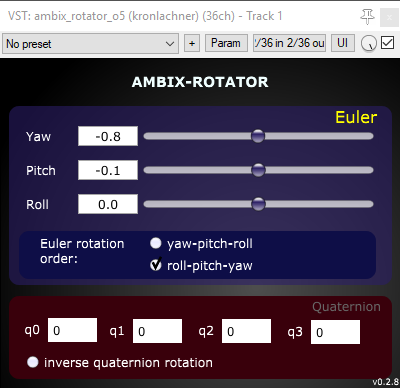 VST: ambix_rotator_o5 (kronlachner) (36ch) - Track 1
No preset + Param /36 in 2/36 ou UI
AMBIX-ROTATOR
Euler
Yaw -0.8
Pitch -0.1
Roll 0.0
Euler rotation order:
yaw-pitch-roll
roll-pitch-yaw
Quaternion
q0 0 q1 0 q2 0 q3 0
inverse quaternion rotation
v0.2.8